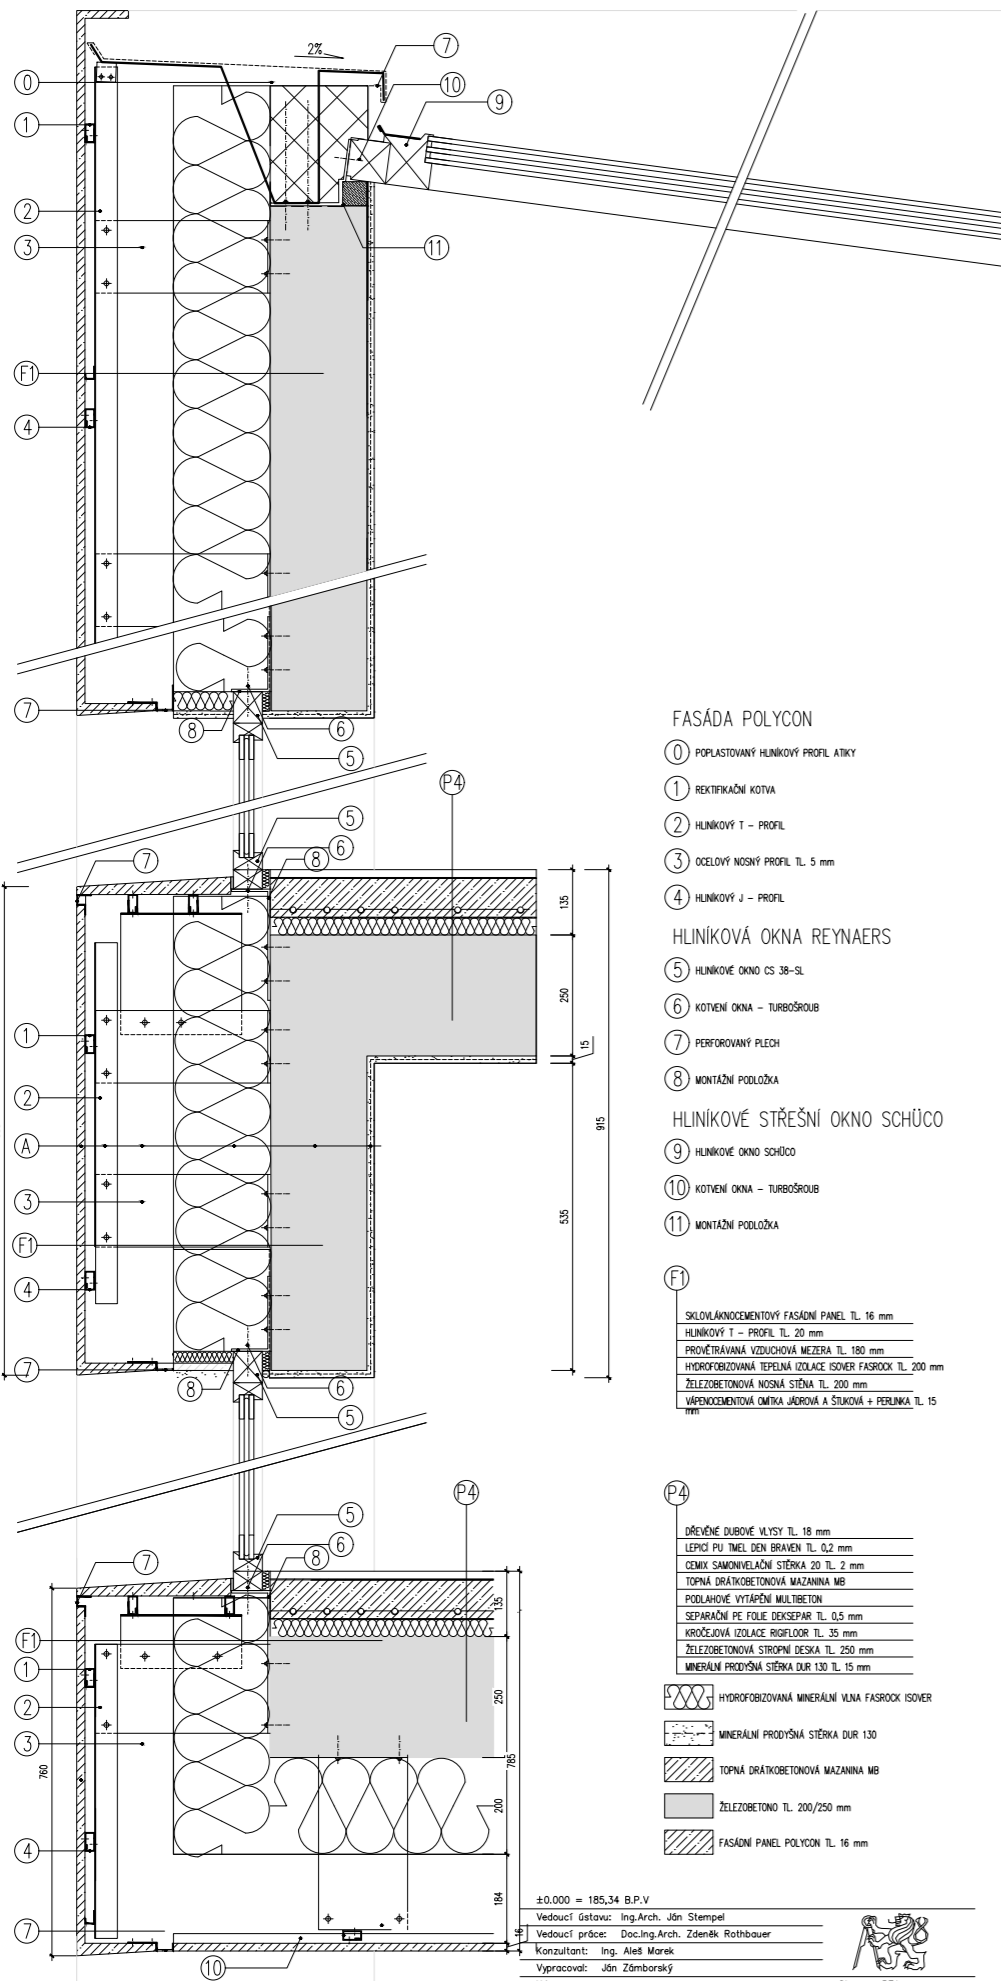 2%
7
0
10
9
1
2
3
11
F1
4
7
8
6
5
P4
5
6
8
7
135
250
15
915
535
1
2
A
3
F1
4
7
8
6
5
P4
5
6
8
7
135
F1
1
2
3
250
785
760
200
4
184
7
16
10
FASÁDA POLYCON
0 POPLASTOVANÝ HLINÍKOVÝ PROFIL ATIKY
1 REKTIFIKAČNÍ KOTVA
2 HLINÍKOVÝ T - PROFIL
3 OCELOVÝ NOSNÝ PROFIL TL. 5 mm
4 HLINÍKOVÝ J - PROFIL
HLINÍKOVÁ OKNA REYNAERS
5 HLINÍKOVÉ OKNO CS 38-SL
6 KOTVENÍ OKNA - TURBOŠROUB
7 PERFOROVANÝ PLECH
8 MONTÁŽNÍ PODLOŽKA
HLINÍKOVÉ STŘEŠNÍ OKNO SCHÜCO
9 HLINÍKOVÉ OKNO SCHÜCO
10 KOTVENÍ OKNA - TURBOŠROUB
11 MONTÁŽNÍ PODLOŽKA
F1
SKLOVLÁKNOCEMENTOVÝ FASÁDNÍ PANEL TL. 16 mm
HLINÍKOVÝ T - PROFIL TL. 20 mm
PROVĚTRÁVANÁ VZDUCHOVÁ MEZERA TL. 180 mm
HYDROFOBIZOVANÁ TEPELNÁ IZOLACE ISOVER FASROCK TL. 200 mm
ŽELEZOBETONOVÁ NOSNÁ STĚNA TL. 200 mm
VÁPENOCEMENTOVÁ OMÍTKA JÁDROVÁ A ŠTUKOVÁ + PERLINKA TL. 15
mm
P4
DŘEVĚNÉ DUBOVÉ VLYSY TL. 18 mm
LEPICÍ PU TMEL DEN BRAVEN TL. 0,2 mm
CEMIX SAMONIVELAČNÍ STĚRKA 20 TL. 2 mm
TOPNÁ DRÁTKOBETONOVÁ MAZANINA MB
PODLAHOVÉ VYTÁPĚNÍ MULTIBETON
SEPARAČNÍ PE FOLIE DEKSEPAR TL. 0,5 mm
KROČEJOVÁ IZOLACE RIGIFLOOR TL. 35 mm
ŽELEZOBETONOVÁ STROPNÍ DESKA TL. 250 mm
MINERÁLNÍ PRODYŠNÁ STĚRKA DUR 130 TL. 15 mm
HYDROFOBIZOVANÁ MINERÁLNÍ VLNA FASROCK ISOVER
MINERÁLNÍ PRODYŠNÁ STĚRKA DUR 130
TOPNÁ DRÁTKOBETONOVÁ MAZANINA MB
ŽELEZOBETONO TL. 200/250 mm
FASÁDNÍ PANEL POLYCON TL. 16 mm
±0.000 = 185,34 B.P.V
Vedoucí ústavu: Ing.Arch. Ján Stempel
Vedoucí práce: Doc.Ing.Arch. Zdeněk Rothbauer
Konzultant: Ing. Aleš Marek
Vypracoval: Ján Zámborský